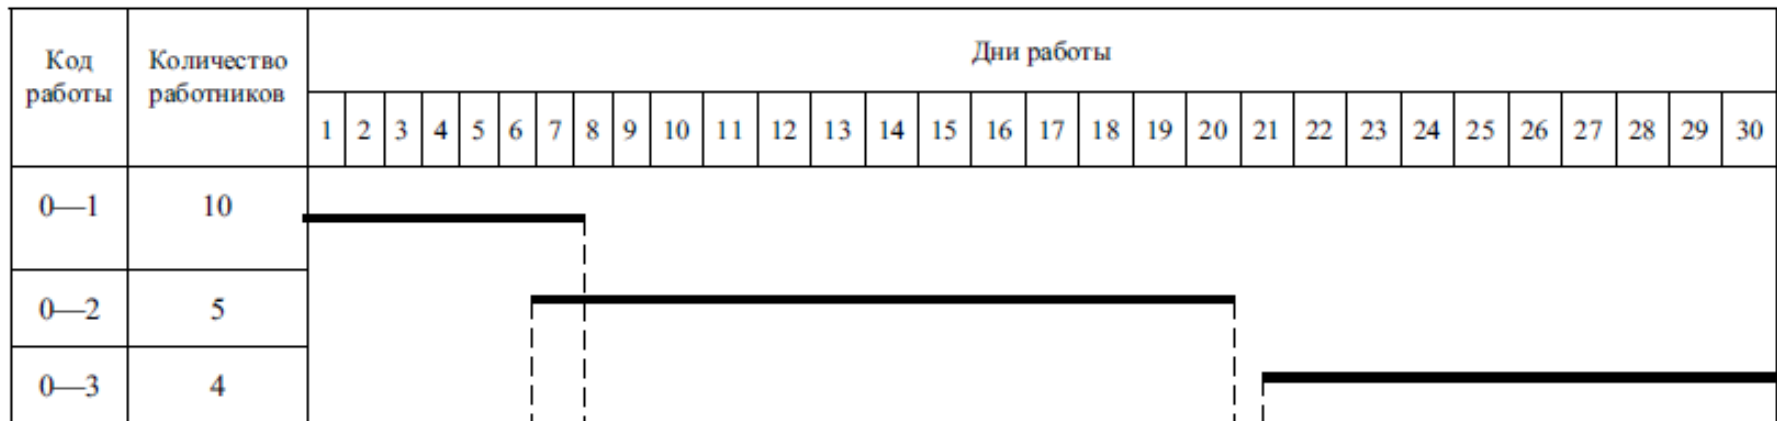 Код работы
Количество работников
Дни работы
1 2 3 4 5 6 7 8 9 10 11 12 13 14 15 16 17 18 19 20 21 22 23 24 25 26 27 28 29 30
0—1 10
0—2 5
0—3 4